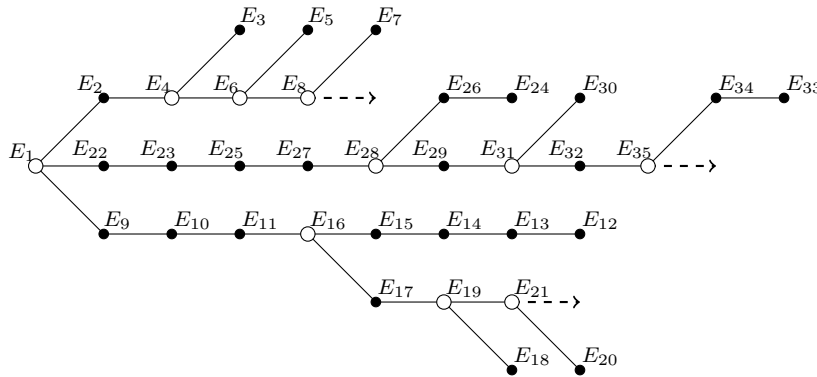 E₃ E₅ E₇
E₂ E₄ E₆ E₈ E₂₆ E₂₄ E₃₀ E₃₄ E₃₃
E₁ E₂₂ E₂₃ E₂₅ E₂₇ E₂₈ E₂₉ E₃₁ E₃₂ E₃₅
E₉ E₁₀ E₁₁ E₁₆ E₁₅ E₁₄ E₁₃ E₁₂
E₁₇ E₁₉ E₂₁
E₁₈ E₂₀